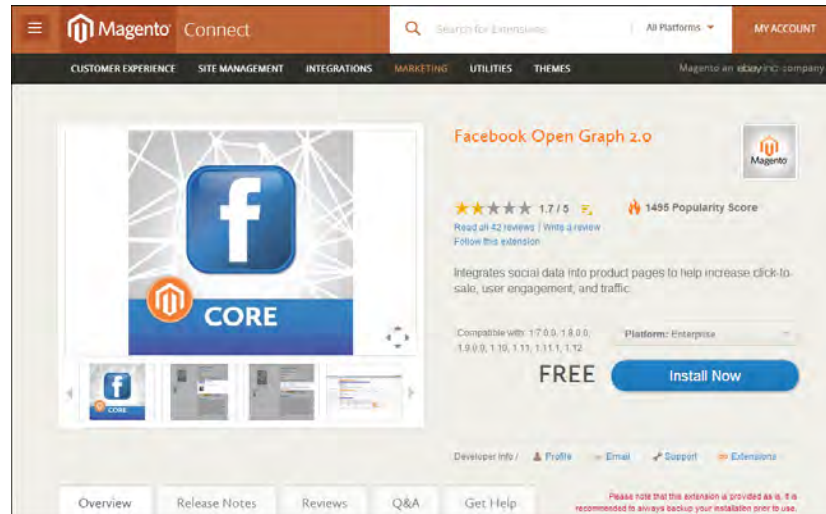 Magento Connect
Search for Extensions
All Platforms
MY ACCOUNT
CUSTOMER EXPERIENCE SITE MANAGEMENT INTEGRATIONS MARKETING UTILITIES THEMES
Magento an ebay inc company
f
CORE
Facebook Open Graph 2.0
Magento
1.7 / 5
1495 Popularity Score
Read all 42 reviews | Write a review
Follow this extension
Integrates social data into product pages to help increase click-to-
sale, user engagement, and traffic.
Compatible with: 1.7.0.0, 1.8.0.0,
1.9.0.0, 1.10, 1.11, 1.11.1, 1.12
Platform: Enterprise
FREE
Install Now
CORE
Developer Info / Profile Email Support Extensions
Overview Release Notes Reviews Q&A Get Help
Please note that this extension is provided as is. It is
recommended to always backup your installation prior to use.